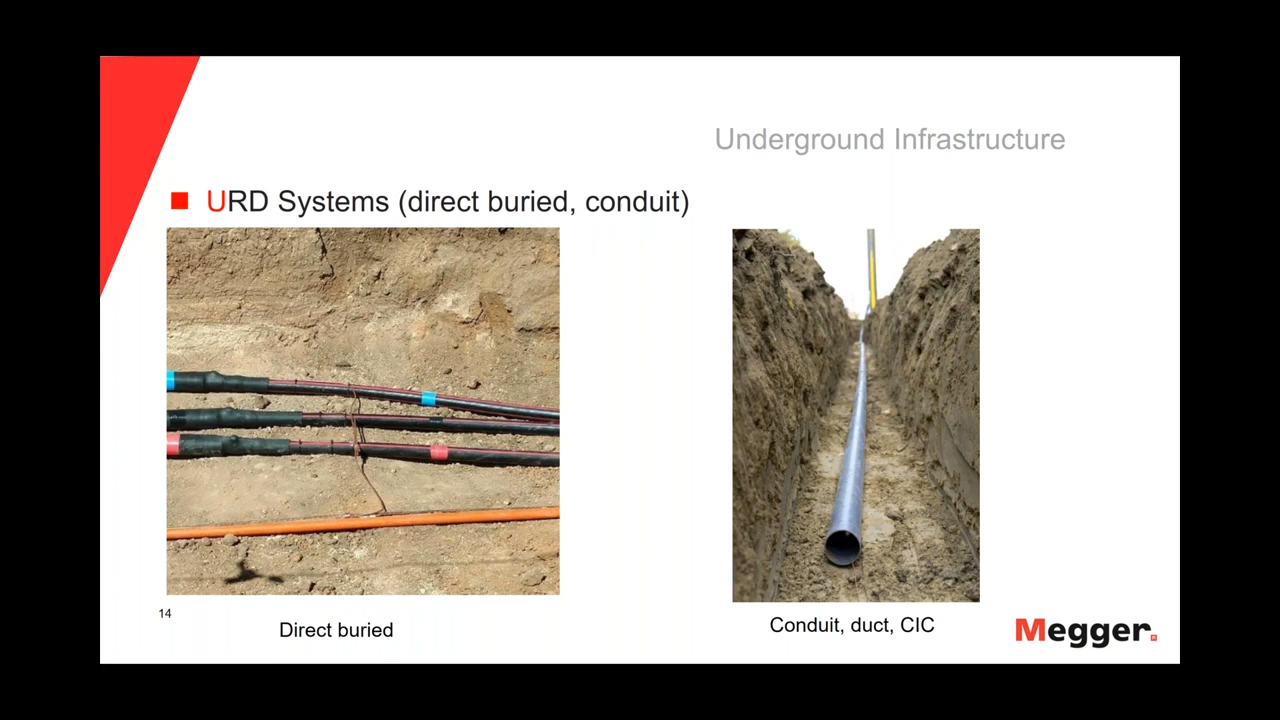 Underground Infrastructure
URD Systems (direct buried, conduit)
14
Direct buried
Conduit, duct, CIC
Megger.